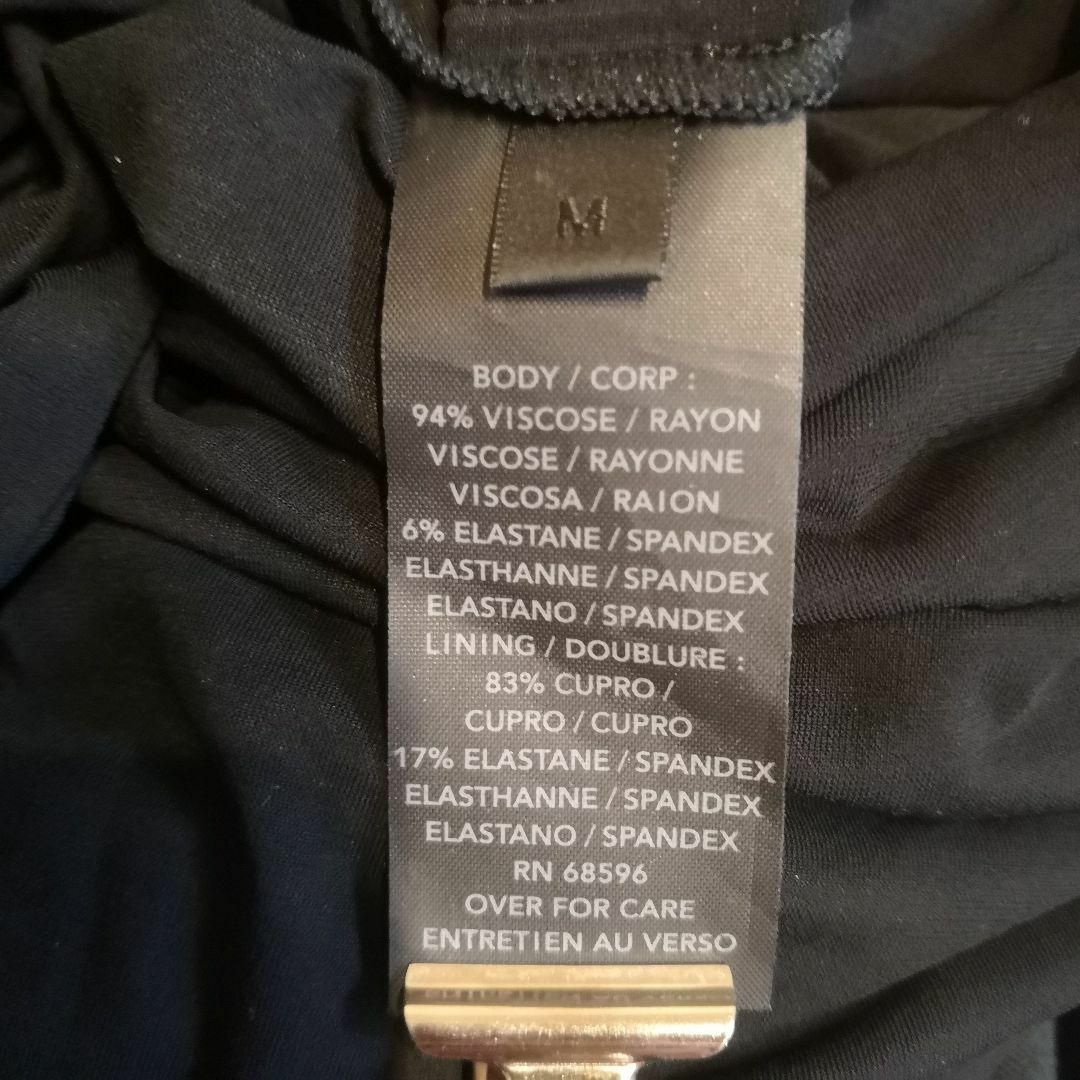 M
BODY / CORP :
94% VISCOSE / RAYON
VISCOSE / RAYONNE
VISCOSA / RAION
6% ELASTANE / SPANDEX
ELASTHANNE / SPANDEX
ELASTANO / SPANDEX
LINING / DOUBLURE :
83% CUPRO /
CUPRO / CUPRO
17% ELASTANE / SPANDEX
ELASTHANNE / SPANDEX
ELASTANO / SPANDEX
RN 68596
OVER FOR CARE
ENTRETIEN AU VERSO